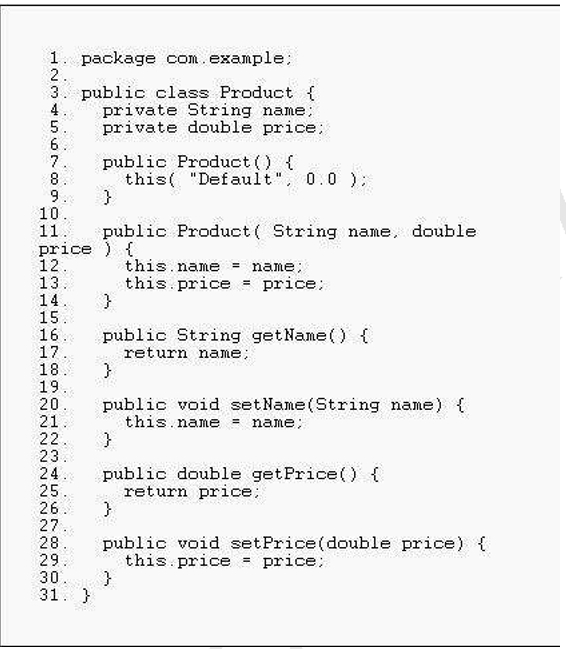 1. package com.example;
2.
3. public class Product {
4. private String name;
5. private double price;
6.
7. public Product() {
8. this( "Default", 0.0 );
9. }
10.
11. public Product( String name, double
price ) {
12. this.name = name;
13. this.price = price;
14. }
15.
16. public String getName() {
17. return name;
18. }
19.
20. public void setName(String name) {
21. this.name = name;
22. }
23.
24. public double getPrice() {
25. return price;
26. }
27.
28. public void setPrice(double price) {
29. this.price = price;
30. }
31. }